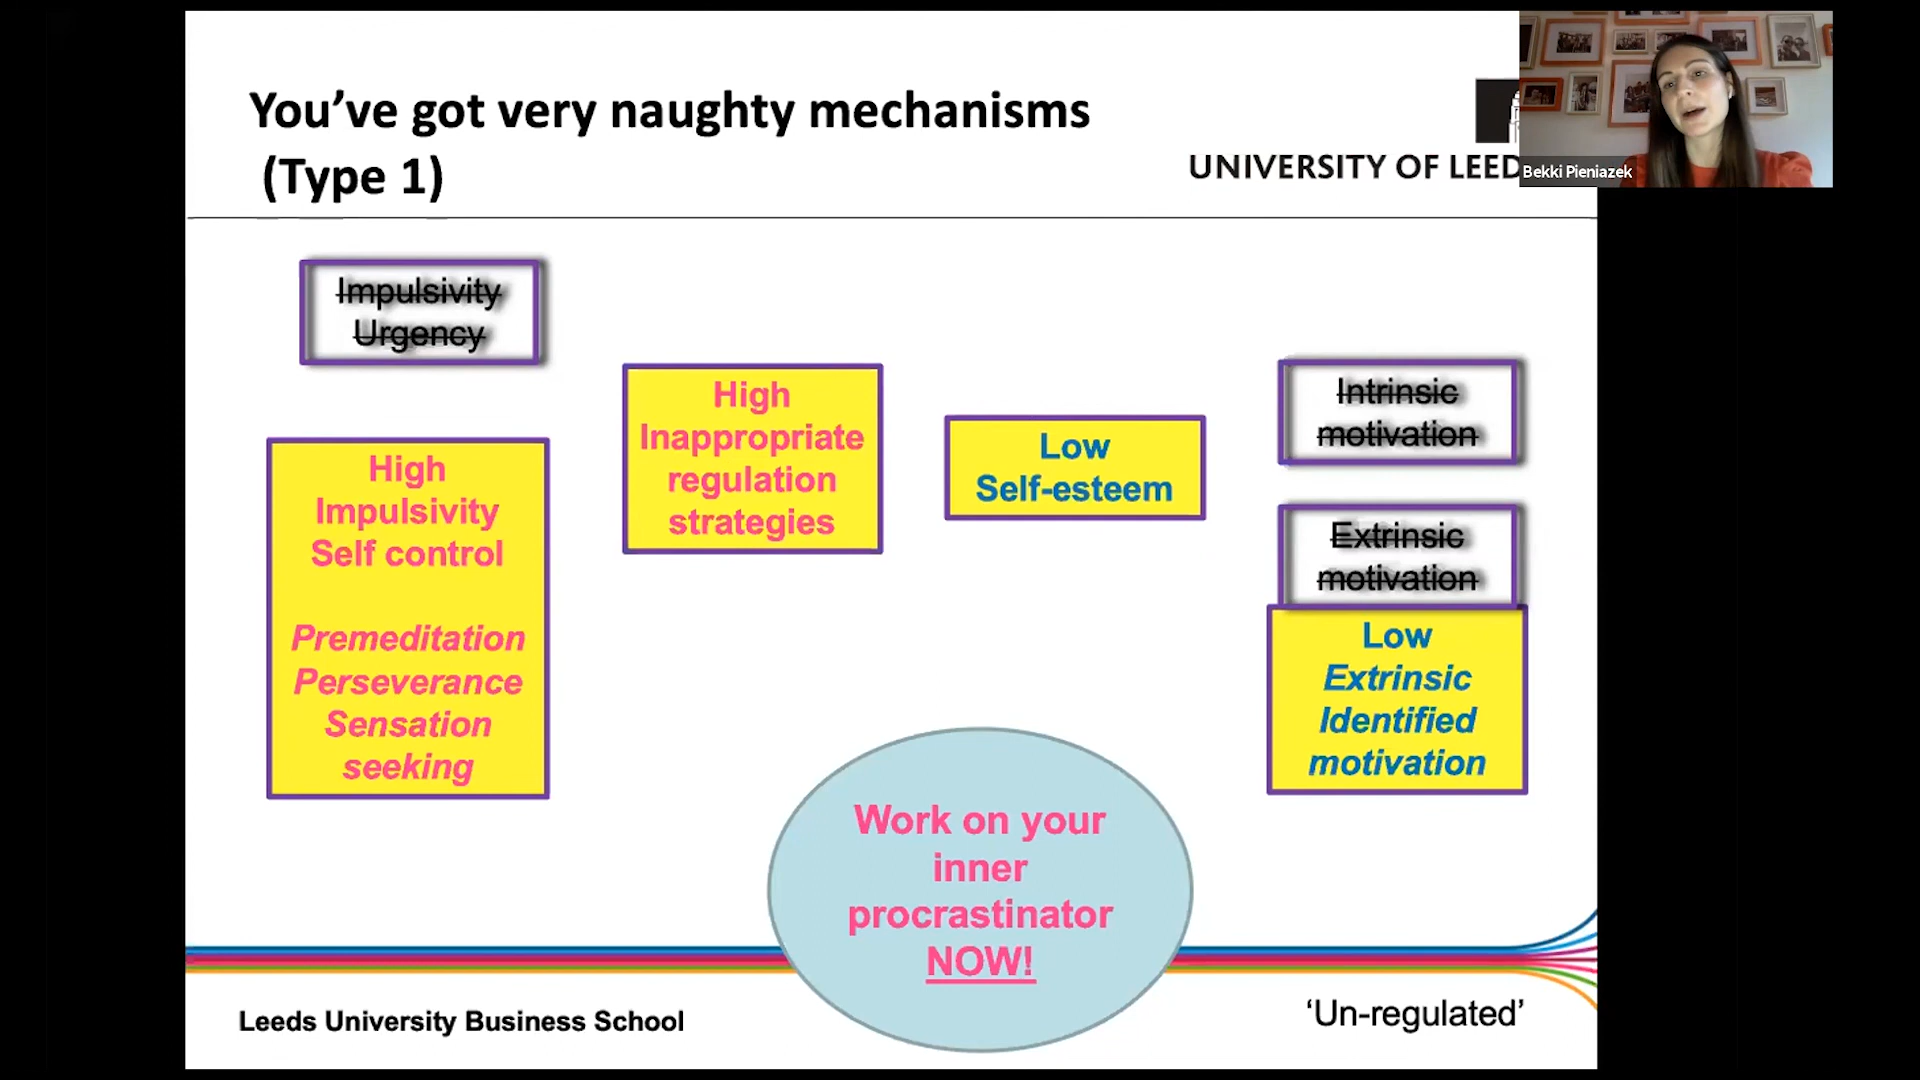 You've got very naughty mechanisms
(Type 1)
UNIVERSITY OF LEED
Bekki Pieniazek
Impulsivity
Urgency
High
Impulsivity
Self control
Premeditation
Perseverance
Sensation
seeking
High
Inappropriate
regulation
strategies
Low
Self-esteem
Intrinsic
motivation
Extrinsic
motivation
Low
Extrinsic
Identified
motivation
Work on your
inner
procrastinator
NOW!
Leeds University Business School
‘Un-regulated’